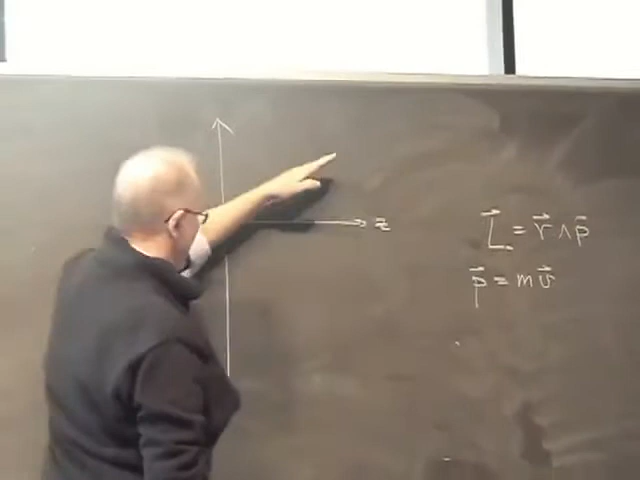 z
L⃗ = r⃗ ∧ p⃗
p⃗ = m v⃗